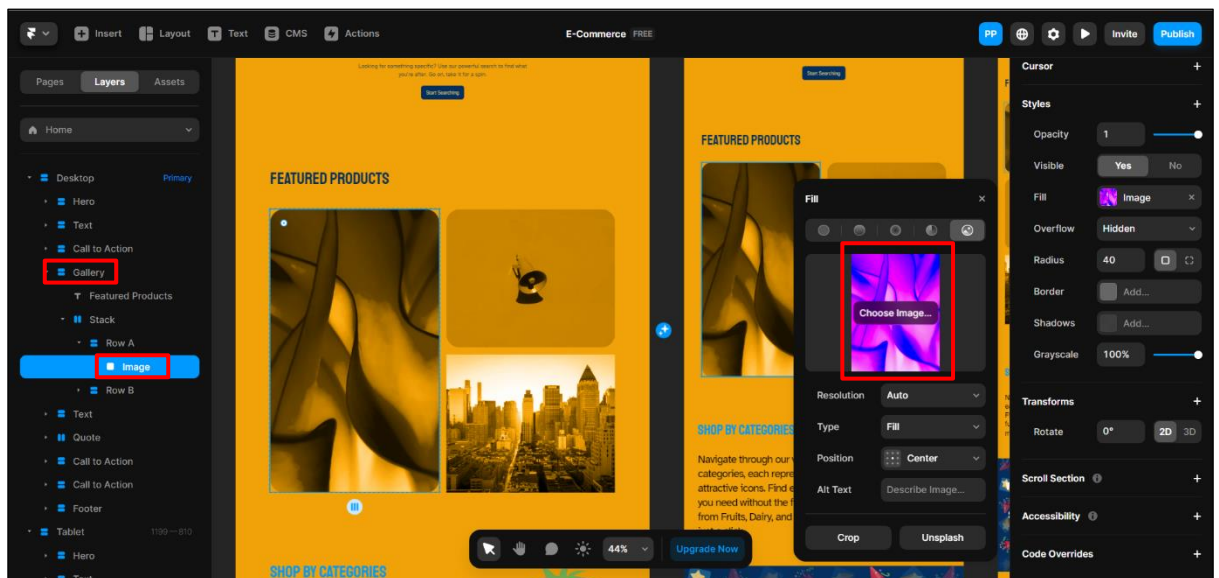 Insert
Layout
Text
CMS
Actions
E-Commerce FREE
PP
Invite
Publish
Pages
Layers
Assets
Home
Desktop
Primary
Hero
Text
Call to Action
Gallery
Featured Products
Stack
Row A
Image
Row B
Text
Quote
Call to Action
Call to Action
Footer
Tablet
1199—810
Hero
Looking for something specific? Use our powerful search to find what
you're after. Go on, take it for a spin.
Start Searching
FEATURED PRODUCTS
SHOP BY CATEGORIES
Start Searching
FEATURED PRODUCTS
SHOP BY CATEGORIES
Navigate through our
categories, each repre
attractive icons. Find e
you need without the f
from Fruits, Dairy, and
44%
Upgrade Now
Fill
Choose Image...
Resolution
Auto
Type
Fill
Position
Center
Alt Text
Describe Image...
Crop
Unsplash
Cursor
Styles
Opacity
1
Visible
Yes
No
Fill
Image
Overflow
Hidden
Radius
40
Border
Add...
Shadows
Add...
Grayscale
100%
Transforms
Rotate
0°
2D
3D
Scroll Section
Accessibility
Code Overrides